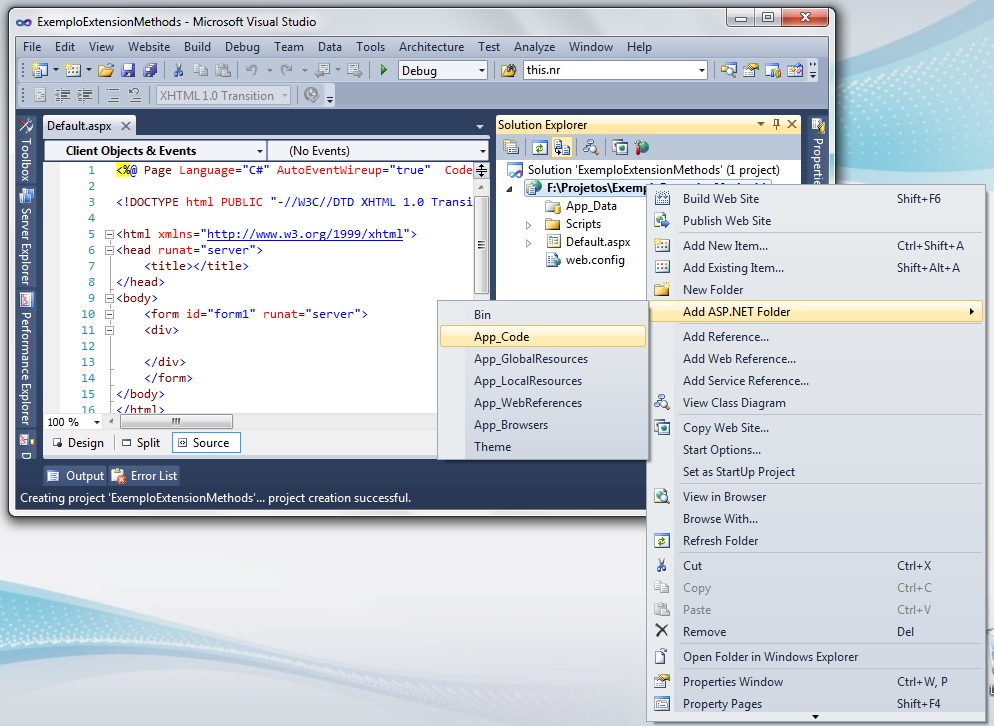 ExemploExtensionMethods - Microsoft Visual Studio
File Edit View Website Build Debug Team Data Tools Architecture Test Analyze Window Help
Debug this.nr
XHTML 1.0 Transition
Toolbox
Server Explorer
Performance Explorer
D
Default.aspx
Client Objects & Events (No Events)
1 <%@ Page Language="C#" AutoEventWireup="true" Code
2
3 <!DOCTYPE html PUBLIC "-//W3C//DTD XHTML 1.0 Transi
4
5 <html xmlns="http://www.w3.org/1999/xhtml">
6 <head runat="server">
7 <title></title>
8 </head>
9 <body>
10 <form id="form1" runat="server">
11 <div>
12
13 </div>
14 </form>
15 </body>
16 </html>
100 %
Design Split Source
Output Error List
Creating project 'ExemploExtensionMethods'... project creation successful.
Solution Explorer
Properties
Solution 'ExemploExtensionMethods' (1 project)
F:\Projetos\Exemp
App_Data
Scripts
Default.aspx
web.config
Build Web Site Shift+F6
Publish Web Site
Add New Item... Ctrl+Shift+A
Add Existing Item... Shift+Alt+A
New Folder
Add ASP.NET Folder
Add Reference...
Add Web Reference...
Add Service Reference...
View Class Diagram
Copy Web Site...
Start Options...
Set as StartUp Project
View in Browser
Browse With...
Refresh Folder
Cut Ctrl+X
Copy Ctrl+C
Paste Ctrl+V
Remove Del
Open Folder in Windows Explorer
Properties Window Ctrl+W, P
Property Pages Shift+F4
Bin
App_Code
App_GlobalResources
App_LocalResources
App_WebReferences
App_Browsers
Theme